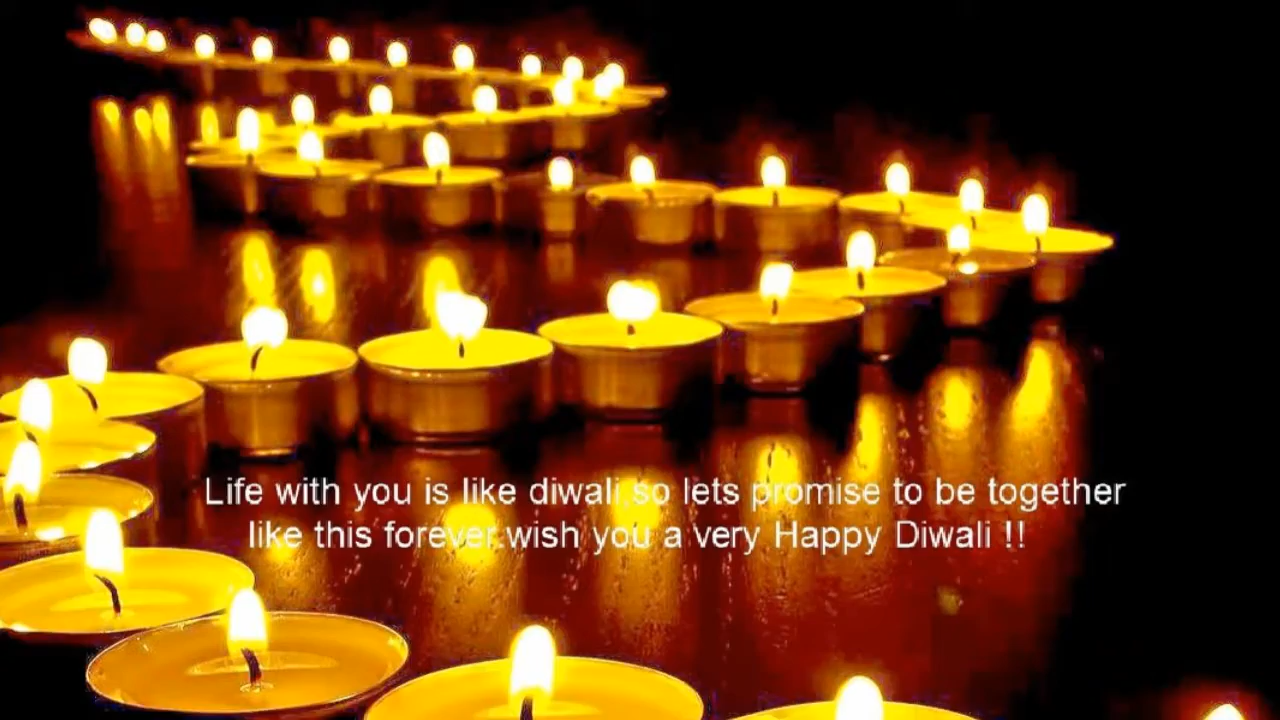 Life with you is like diwali,so lets promise to be together
like this forever.wish you a very Happy Diwali !!